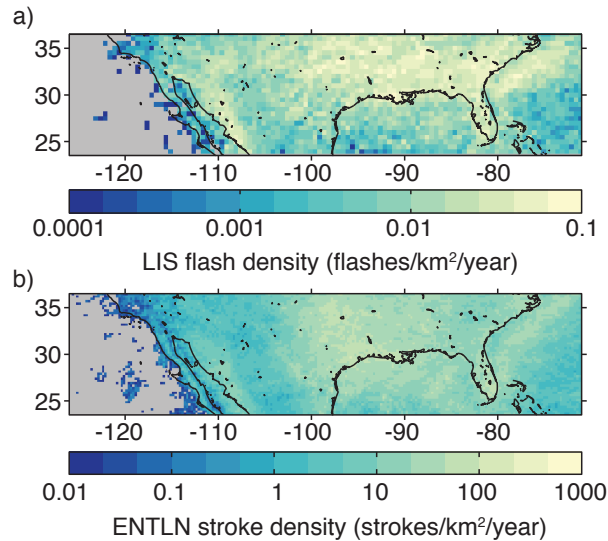 a)
35
30
25
-120 -110 -100 -90 -80
0.0001 0.001 0.01 0.1
LIS flash density (flashes/km²/year)
b)
35
30
25
-120 -110 -100 -90 -80
0.01 0.1 1 10 100 1000
ENTLN stroke density (strokes/km²/year)